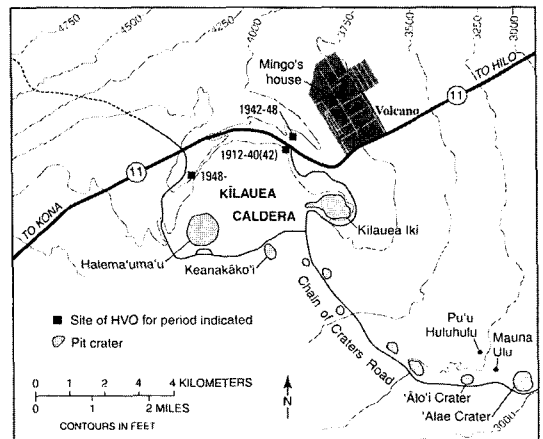 4750
4250
4000
3750
3500
3250
3000
Mingo's
house
TO HILO
Volcano
11
1942-48
1912-40(42)
1948-
11
KĪLAUEA
CALDERA
TO KONA
Kilauea Iki
Halema'uma'u
Keanakāko'i
Chain of Craters Road
Pu'u
Huluhulu
Mauna
Ulu
'Ālo'i Crater
'Alae Crater
3000
■ Site of HVO for period indicated
Pit crater
0 1 2 3 4 KILOMETERS
0 1 2 MILES
CONTOURS IN FEET
N